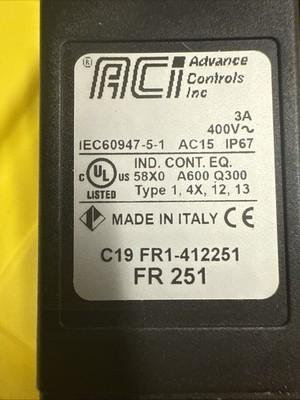 ® ACi Advance
Controls
Inc
3A
400V~
IEC60947-5-1 AC15 IP67
C UL US LISTED
IND. CONT. EQ.
58X0 A600 Q300
Type 1, 4X, 12, 13
MADE IN ITALY CE
C19 FR1-412251
FR 251